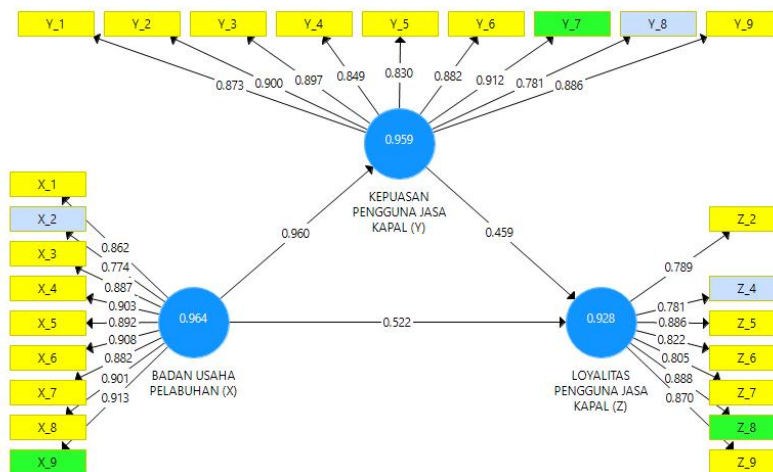 Y_1 Y_2 Y_3 Y_4 Y_5 Y_6 Y_7 Y_8 Y_9
0.873 0.900 0.897 0.849 0.830 0.882 0.912 0.781 0.886
0.959
KEPUASAN
PENGGUNA JASA
KAPAL (Y)
0.960
0.459
X_1
X_2
X_3
X_4
X_5
X_6
X_7
X_8
X_9
0.862
0.774
0.887
0.903
0.892
0.908
0.882
0.901
0.913
0.964
BADAN USAHA
PELABUHAN (X)
0.522
0.928
LOYALITAS
PENGGUNA JASA
KAPAL (Z)
0.789
0.781
0.886
0.822
0.805
0.888
0.870
Z_2
Z_4
Z_5
Z_6
Z_7
Z_8
Z_9